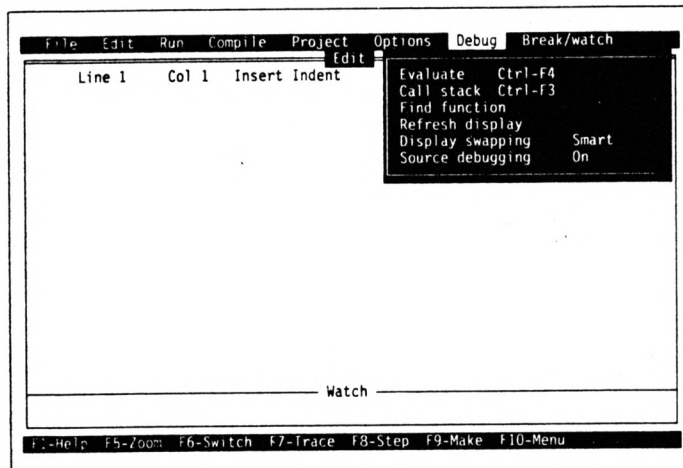 File Edit Run Compile Project Options Debug Break/watch
Edit
Line 1 Col 1 Insert Indent
Evaluate Ctrl-F4
Call stack Ctrl-F3
Find function
Refresh display
Display swapping Smart
Source debugging On
Watch
F1-Help F5-Zoom F6-Switch F7-Trace F8-Step F9-Make F10-Menu